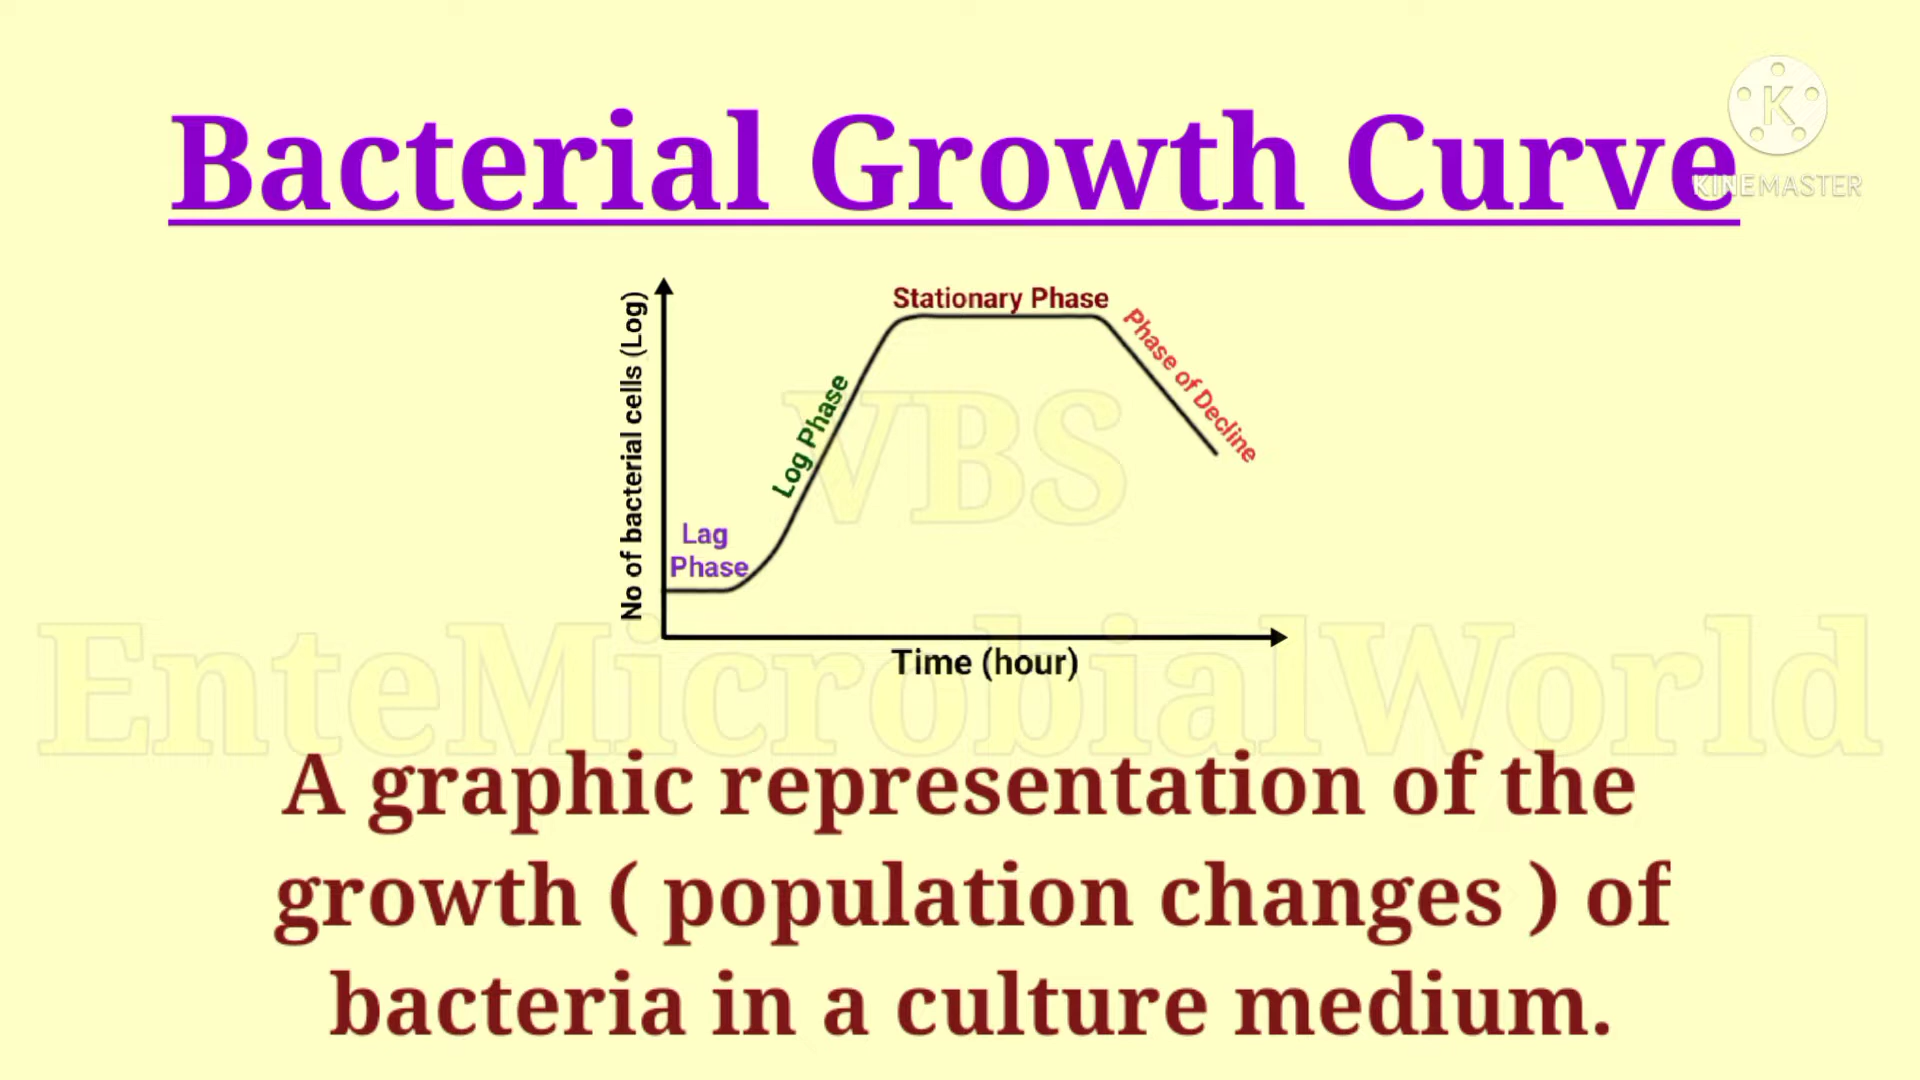 Bacterial Growth Curve
K
KINEMASTER
No of bacterial cells (Log)
Stationary Phase
Phase of Decline
Log Phase
Lag
Phase
Time (hour)
VBS
EnteMicrobialWorld
A graphic representation of the
growth ( population changes ) of
bacteria in a culture medium.